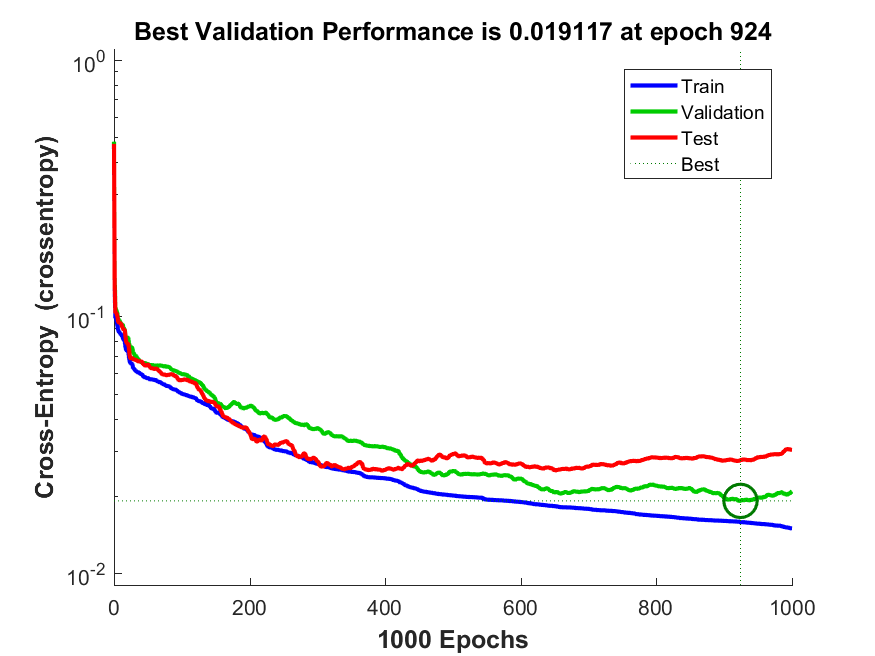 Best Validation Performance is 0.019117 at epoch 924
Cross-Entropy  (crossentropy)
10^0
10^-1
10^-2
Train
Validation
Test
Best
0 200 400 600 800 1000
1000 Epochs